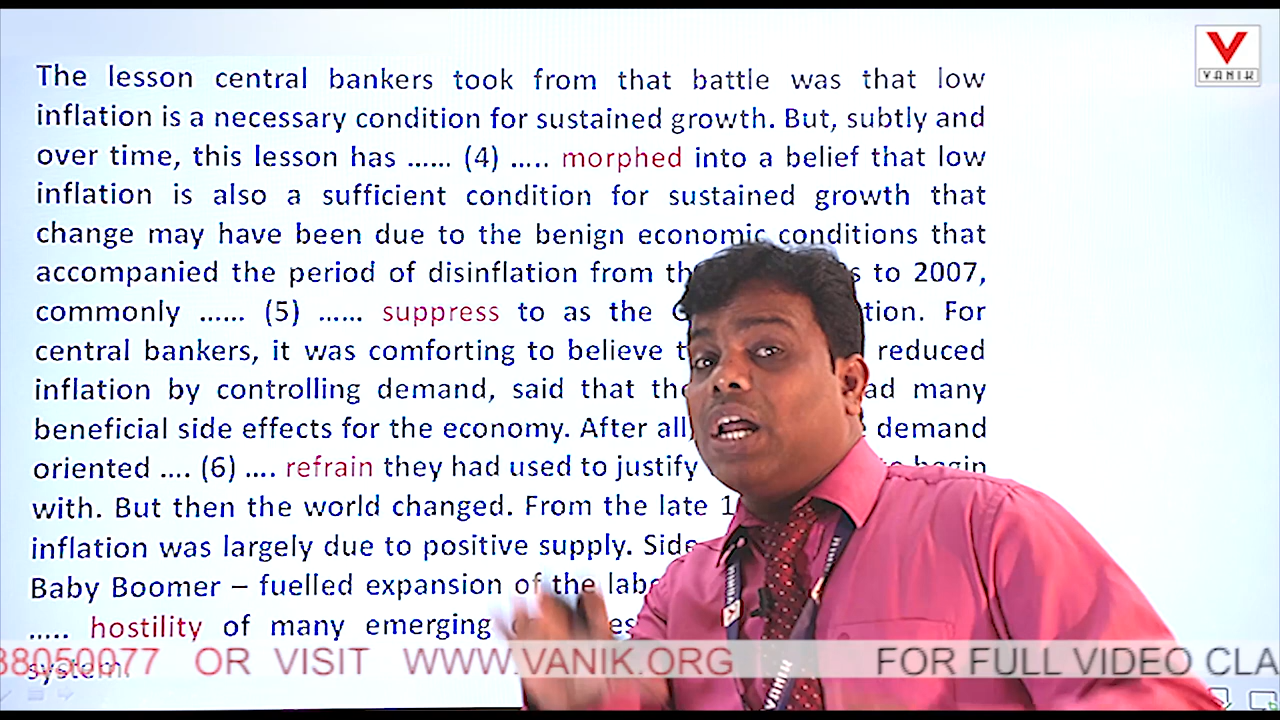 VANIK
The lesson central bankers took from that battle was that low
inflation is a necessary condition for sustained growth. But, subtly and
over time, this lesson has ...... (4) ..... morphed into a belief that low
inflation is also a sufficient condition for sustained growth that
change may have been due to the benign economic conditions that
accompanied the period of disinflation from to 2007,
commonly ...... (5) ...... suppress to as the For
central bankers, it was comforting to believe reduced
inflation by controlling demand, said that many
beneficial side effects for the economy. After all, demand
oriented .... (6) .... refrain they had used to justify begin
with. But then the world changed. From the late
inflation was largely due to positive supply. Side
Baby Boomer – fuelled expansion of the
..... hostility of many emerging
system.
38050077 OR VISIT WWW.VANIK.ORG FOR FULL VIDEO CLA